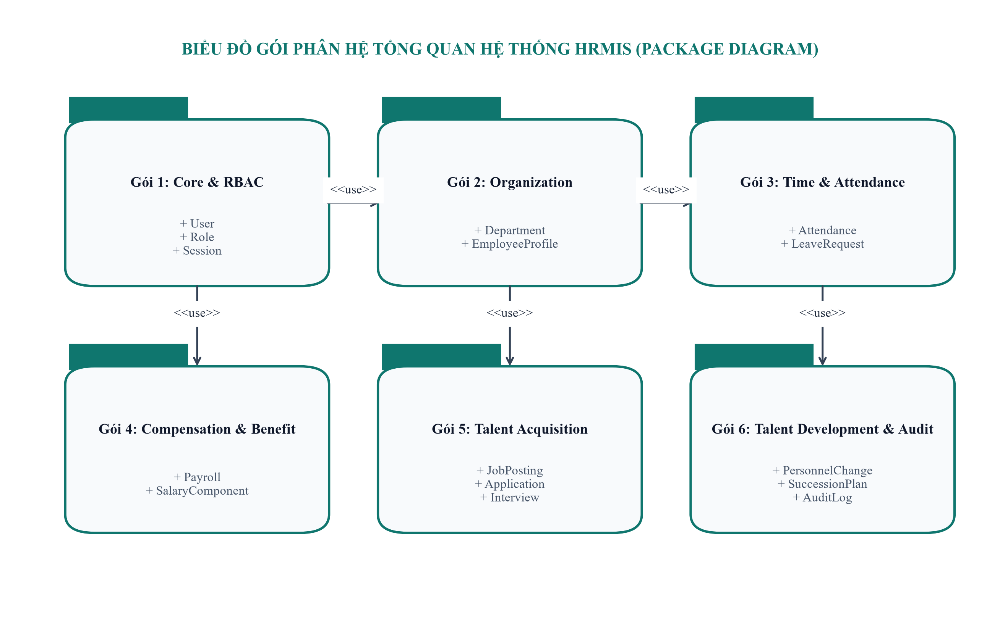 BIỂU ĐỒ GÓI PHÂN HỆ TỔNG QUAN HỆ THỐNG HRMIS (PACKAGE DIAGRAM)
Gói 1: Core & RBAC
+ User
+ Role
+ Session
<<use>>
Gói 2: Organization
+ Department
+ EmployeeProfile
<<use>>
Gói 3: Time & Attendance
+ Attendance
+ LeaveRequest
<<use>>
<<use>>
<<use>>
Gói 4: Compensation & Benefit
+ Payroll
+ SalaryComponent
Gói 5: Talent Acquisition
+ JobPosting
+ Application
+ Interview
Gói 6: Talent Development & Audit
+ PersonnelChange
+ SuccessionPlan
+ AuditLog